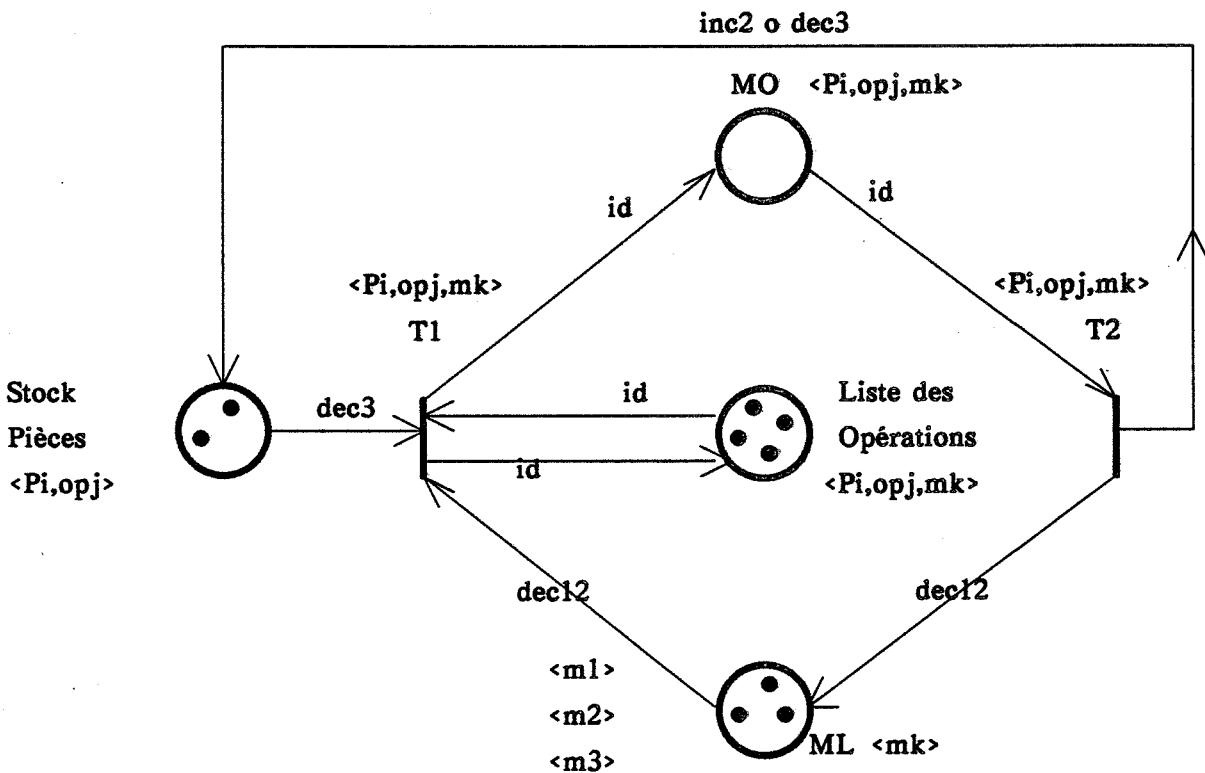 inc2 o dec3
MO <Pi,opj,mk>
id
id
<Pi,opj,mk>
T1
<Pi,opj,mk>
T2
Stock
Pièces
<Pi,opj>
dec3
id
id
Liste des
Opérations
<Pi,opj,mk>
dec12
dec12
<m1>
<m2>
<m3>
ML <mk>